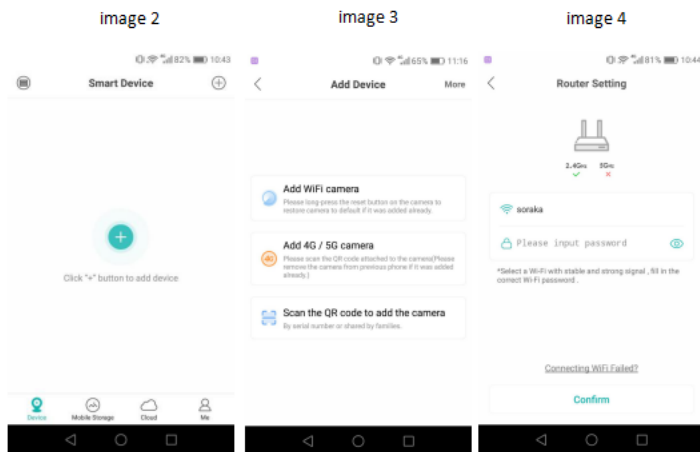 image 2
image 3
image 4
82% 10:43
Smart Device
Click "+" button to add device
Device
Mobile Storage
Cloud
Me
65% 11:16
Add Device
More
Add WiFi camera
Please long-press the reset button on the camera to
restore camera to default if it was added already.
4G
Add 4G / 5G camera
Please scan the QR code attached to the camera(Please
remove the camera from previous phone if it was added
already.)
Scan the QR code to add the camera
By serial number or shared by families.
81% 10:44
Router Setting
2.4GHz 5GHz
soraka
Please input password
*Select a Wi-Fi with stable and strong signal , fill in the
correct Wi-Fi password .
Connecting WiFi Failed?
Confirm